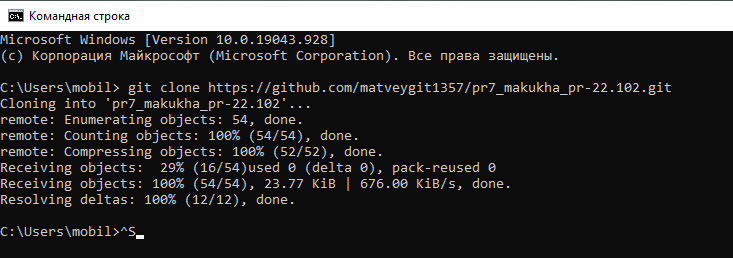 Командная строка
Microsoft Windows [Version 10.0.19043.928]
(c) Корпорация Майкрософт (Microsoft Corporation). Все права защищены.
C:\Users\mobil> git clone https://github.com/matveygit1357/pr7_makukha_pr-22.102.git
Cloning into 'pr7_makukha_pr-22.102'...
remote: Enumerating objects: 54, done.
remote: Counting objects: 100% (54/54), done.
remote: Compressing objects: 100% (52/52), done.
Receiving objects:  29% (16/54)used 0 (delta 0), pack-reused 0
Receiving objects: 100% (54/54), 23.77 KiB | 676.00 KiB/s, done.
Resolving deltas: 100% (12/12), done.
C:\Users\mobil>^S